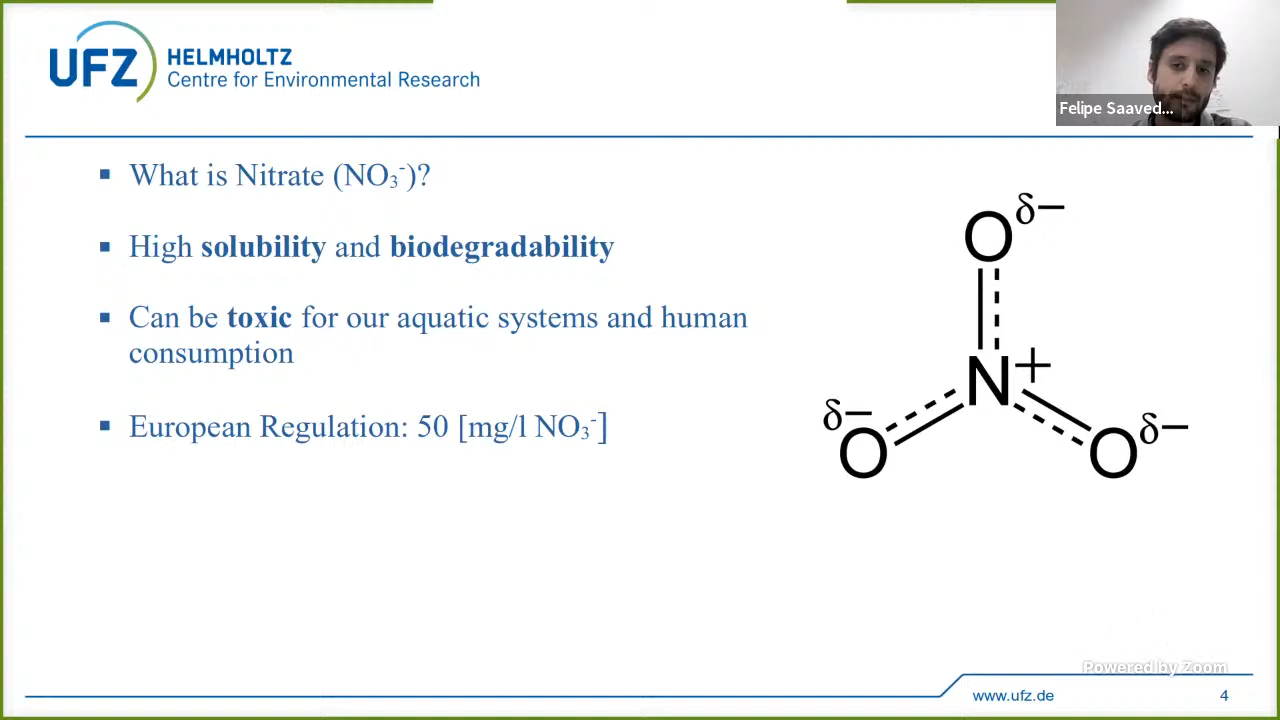 UFZ HELMHOLTZ
Centre for Environmental Research
Felipe Saaved...
▪ What is Nitrate (NO₃⁻)?
▪ High solubility and biodegradability
▪ Can be toxic for our aquatic systems and human
consumption
▪ European Regulation: 50 [mg/l NO₃⁻]
O δ−
N +
δ− O
O δ−
Powered by Zoom
www.ufz.de 4